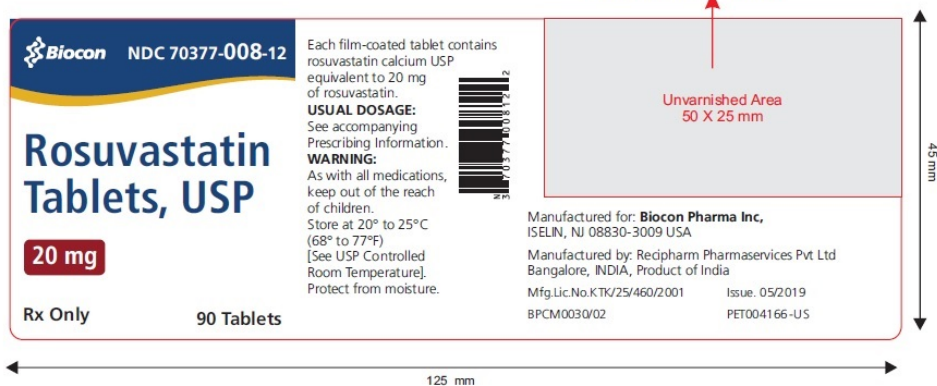 Biocon NDC 70377-008-12
Rosuvastatin
Tablets, USP
20 mg
Rx Only 90 Tablets
Each film-coated tablet contains
rosuvastatin calcium USP
equivalent to 20 mg
of rosuvastatin.
USUAL DOSAGE:
See accompanying
Prescribing Information.
WARNING:
As with all medications,
keep out of the reach
of children.
Store at 20° to 25°C
(68° to 77°F)
[See USP Controlled
Room Temperature].
Protect from moisture.
N
3 70377 00812 2
Unvarnished Area
50 X 25 mm
Manufactured for: Biocon Pharma Inc,
ISELIN, NJ 08830-3009 USA
Manufactured by: Recipharm Pharmaservices Pvt Ltd
Bangalore, INDIA, Product of India
Mfg.Lic.No.KTK/25/460/2001 Issue. 05/2019
BPCM0030/02 PET004166-US
45 mm
125 mm